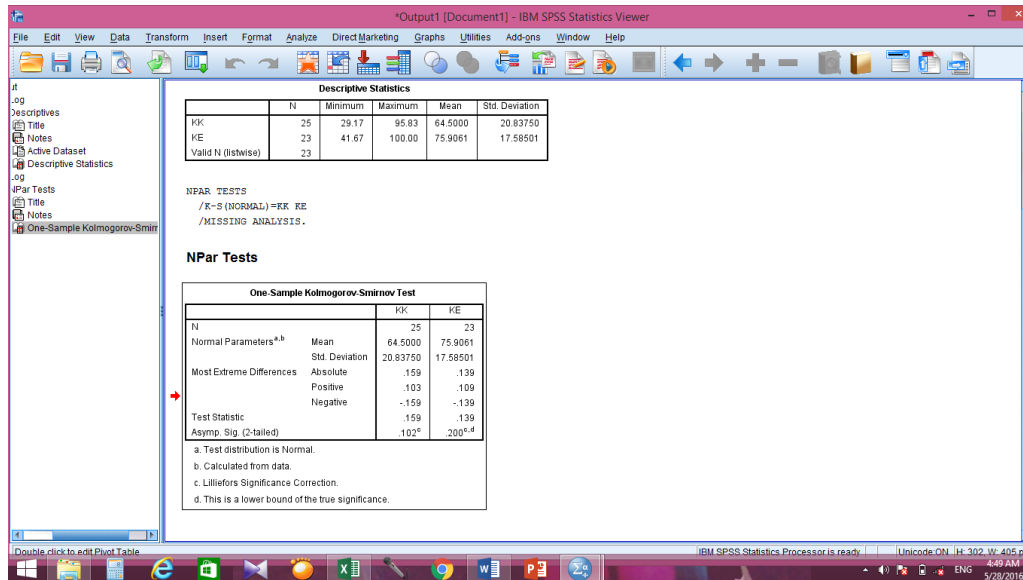 *Output1 [Document1] - IBM SPSS Statistics Viewer
File Edit View Data Transform Insert Format Analyze Direct Marketing Graphs Utilities Add-ons Window Help
Descriptives
Title
Notes
Active Dataset
Descriptive Statistics
NPar Tests
Title
Notes
One-Sample Kolmogorov-Smirn
Descriptive Statistics
N Minimum Maximum Mean Std. Deviation
KK 25 29.17 95.83 64.5000 20.83750
KE 23 41.67 100.00 75.9061 17.58501
Valid N (listwise) 23
NPAR TESTS
/K-S(NORMAL)=KK KE
/MISSING ANALYSIS.
NPar Tests
One-Sample Kolmogorov-Smirnov Test
KK KE
N 25 23
Normal Parameters a,b Mean 64.5000 75.9061
Std. Deviation 20.83750 17.58501
Most Extreme Differences Absolute .159 .139
Positive .103 .109
Negative -.159 -.139
Test Statistic .159 .139
Asymp. Sig. (2-tailed) .102c .200c,d
a. Test distribution is Normal.
b. Calculated from data.
c. Lilliefors Significance Correction.
d. This is a lower bound of the true significance.
Double click to edit Pivot Table
IBM SPSS Statistics Processor is ready Unicode:ON H: 302, W: 405 p
ENG
4:49 AM